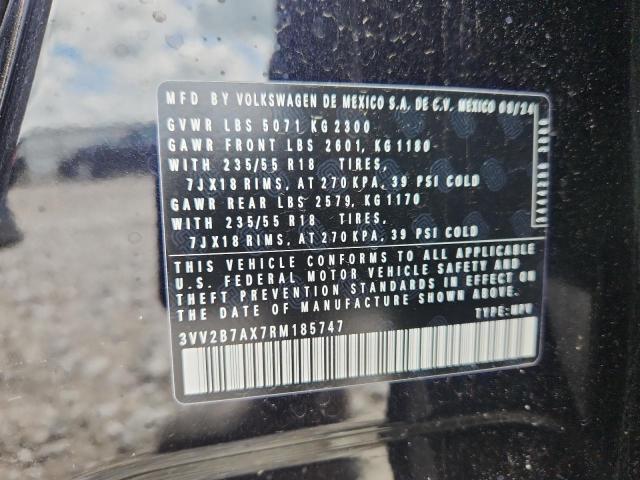 MFD BY VOLKSWAGEN DE MEXICO S.A. DE C.V. MEXICO
GVWR LBS 5071 KG 2300
GAWR FRONT LBS 2601, KG 1180
WITH 235/55 R18 TIRES,
7JX18 RIMS, AT 270 KPA, 39 PSI COLD
GAWR REAR LBS 2579, KG 1170
WITH 235/55 R18 TIRES,
7JX18 RIMS, AT 270 KPA, 39 PSI COLD
THIS VEHICLE CONFORMS TO ALL APPLICABLE
U.S. FEDERAL MOTOR VEHICLE SAFETY AND
THEFT PREVENTION STANDARDS IN EFFECT ON
THE DATE OF MANUFACTURE SHOWN ABOVE.
3VV2B7AX7RM185747
TYPE: MPV